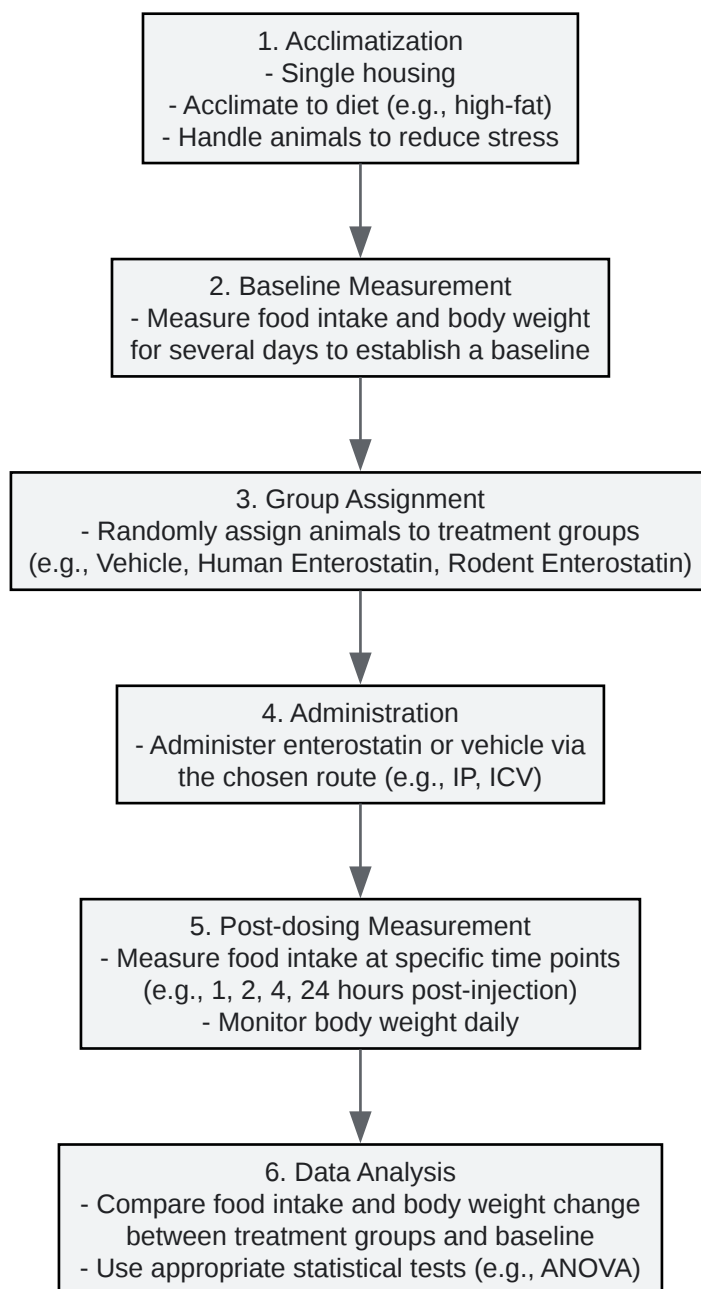 1. Acclimatization
- Single housing
- Acclimate to diet (e.g., high-fat)
- Handle animals to reduce stress
2. Baseline Measurement
- Measure food intake and body weight
for several days to establish a baseline
3. Group Assignment
- Randomly assign animals to treatment groups
(e.g., Vehicle, Human Enterostatin, Rodent Enterostatin)
4. Administration
- Administer enterostatin or vehicle via
the chosen route (e.g., IP, ICV)
5. Post-dosing Measurement
- Measure food intake at specific time points
(e.g., 1, 2, 4, 24 hours post-injection)
- Monitor body weight daily
6. Data Analysis
- Compare food intake and body weight change
between treatment groups and baseline
- Use appropriate statistical tests (e.g., ANOVA)